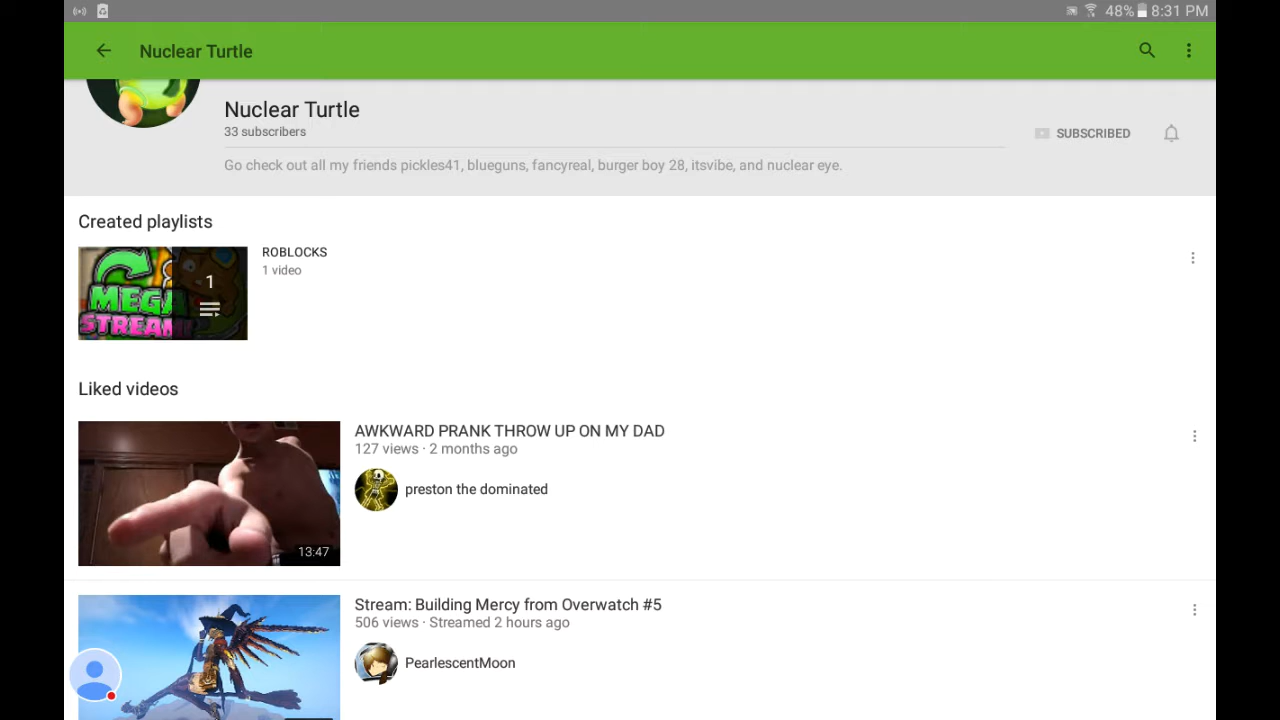 48% 8:31 PM
Nuclear Turtle
Nuclear Turtle
33 subscribers
SUBSCRIBED
Go check out all my friends pickles41, blueguns, fancyreal, burger boy 28, itsvibe, and nuclear eye.
Created playlists
MEGA
STREAM
1
ROBLOCKS
1 video
Liked videos
13:47
AWKWARD PRANK THROW UP ON MY DAD
127 views · 2 months ago
preston the dominated
Stream: Building Mercy from Overwatch #5
506 views · Streamed 2 hours ago
PearlescentMoon